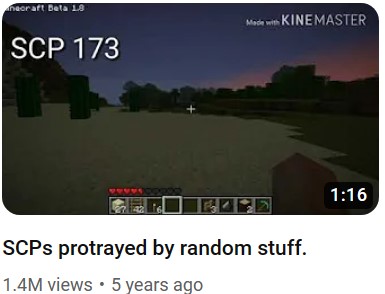 Minecraft Beta 1.8
Made with KINEMASTER
SCP 173
1:16
SCPs protrayed by random stuff.
1.4M views • 5 years ago